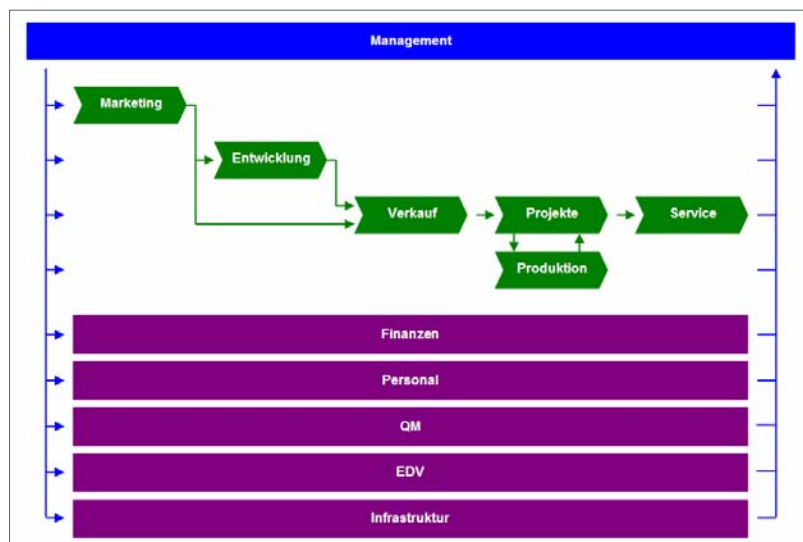 Management
Marketing
Entwicklung
Verkauf
Projekte
Service
Produktion
Finanzen
Personal
QM
EDV
Infrastruktur